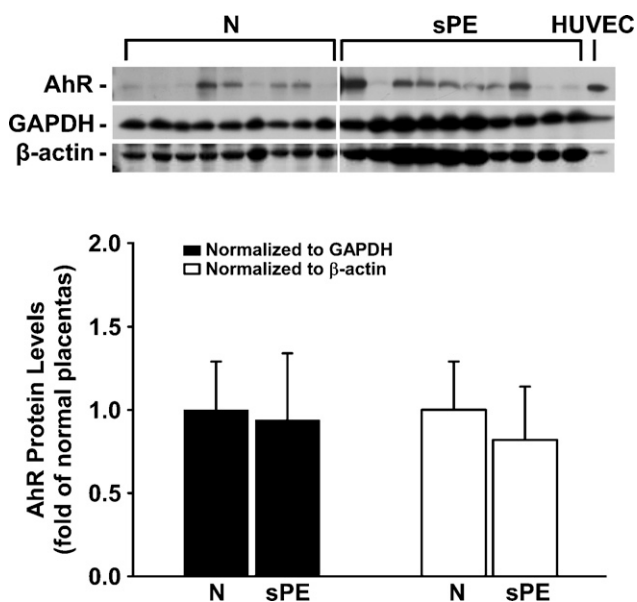 N sPE HUVEC
AhR -
GAPDH -
β-actin -
2.0
Normalized to GAPDH
Normalized to β-actin
1.5
1.0
0.5
0.0
AhR Protein Levels
(fold of normal placentas)
N sPE N sPE